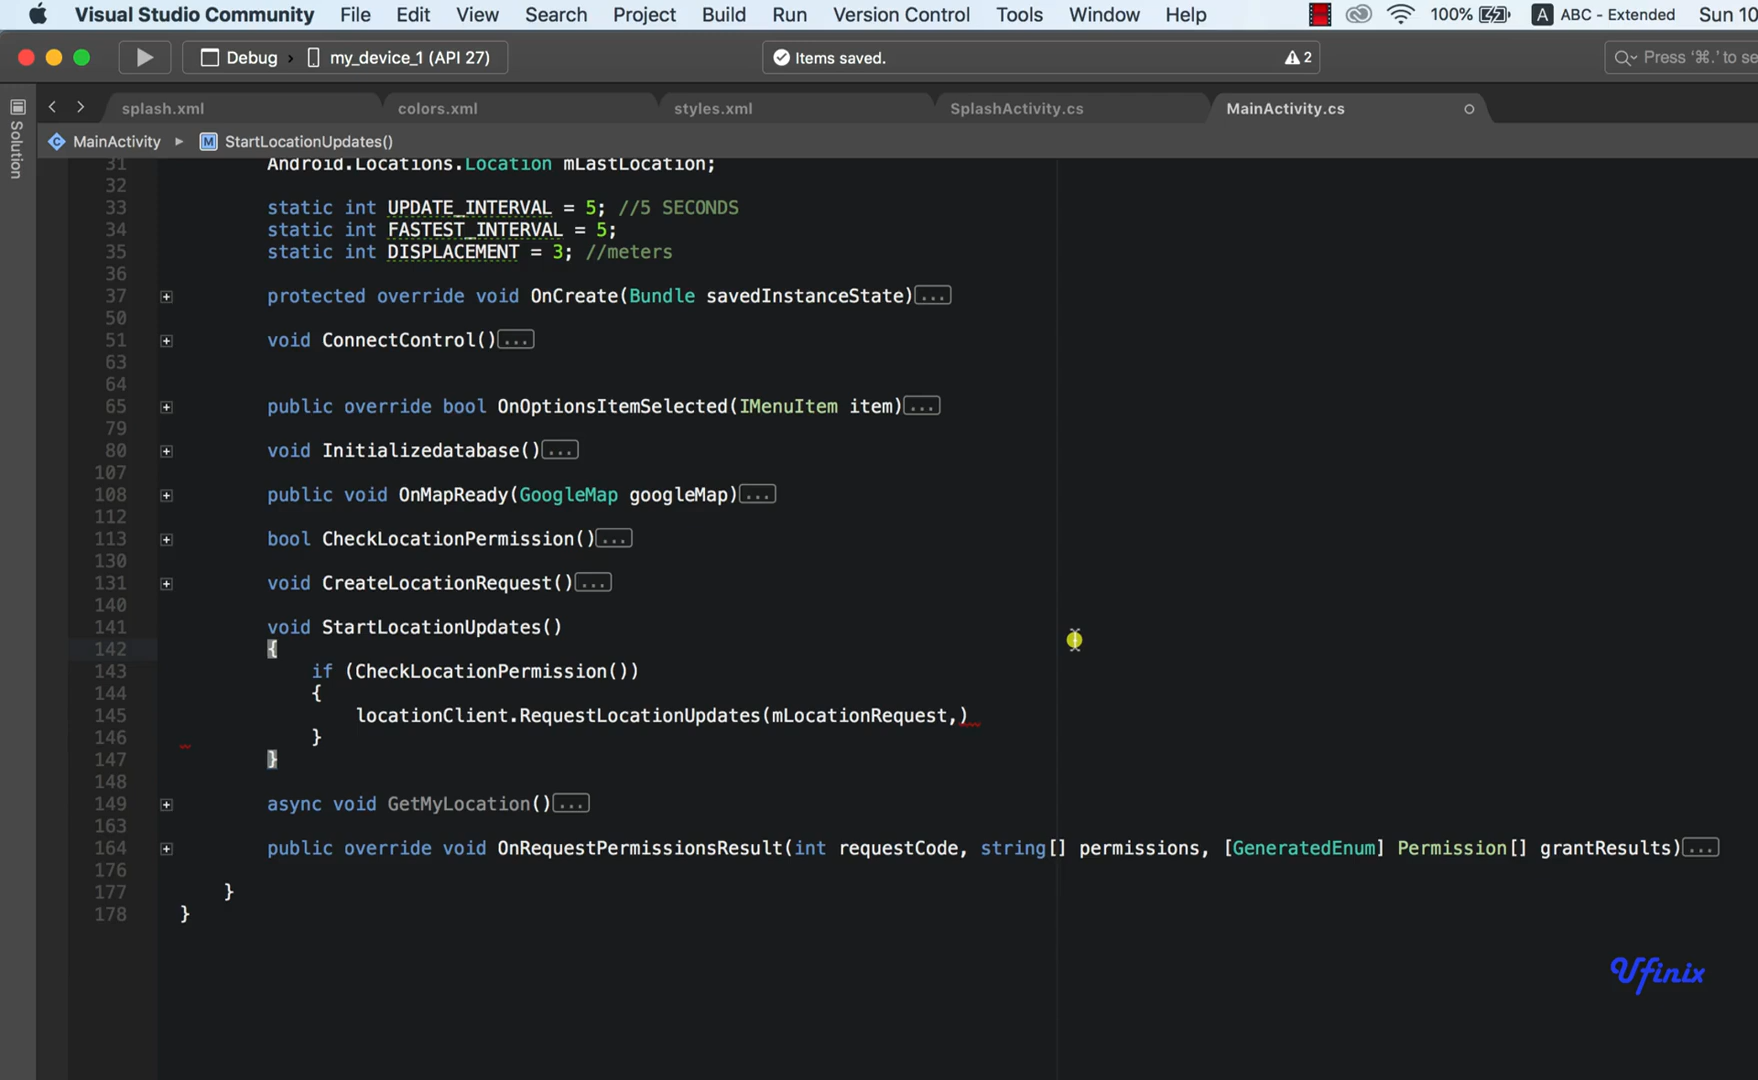 Visual Studio Community File Edit View Search Project Build Run Version Control Tools Window Help 100% A ABC - Extended Sun 10
Debug my_device_1 (API 27) Items saved. 2 Press ‘⌘.’ to se
splash.xml colors.xml styles.xml SplashActivity.cs MainActivity.cs
Solution
MainActivity M StartLocationUpdates()
31 Android.Locations.Location mLastLocation;
32
33 static int UPDATE_INTERVAL = 5; //5 SECONDS
34 static int FASTEST_INTERVAL = 5;
35 static int DISPLACEMENT = 3; //meters
36
37 protected override void OnCreate(Bundle savedInstanceState)...
50
51 void ConnectControl()...
63
64
65 public override bool OnOptionsItemSelected(IMenuItem item)...
79
80 void Initializedatabase()...
107
108 public void OnMapReady(GoogleMap googleMap)...
112
113 bool CheckLocationPermission()...
130
131 void CreateLocationRequest()...
140
141 void StartLocationUpdates()
142 {
143 if (CheckLocationPermission())
144 {
145 locationClient.RequestLocationUpdates(mLocationRequest,)
146 }
147 }
148
149 async void GetMyLocation()...
163
164 public override void OnRequestPermissionsResult(int requestCode, string[] permissions, [GeneratedEnum] Permission[] grantResults)...
176
177 }
178 }
Ufinix